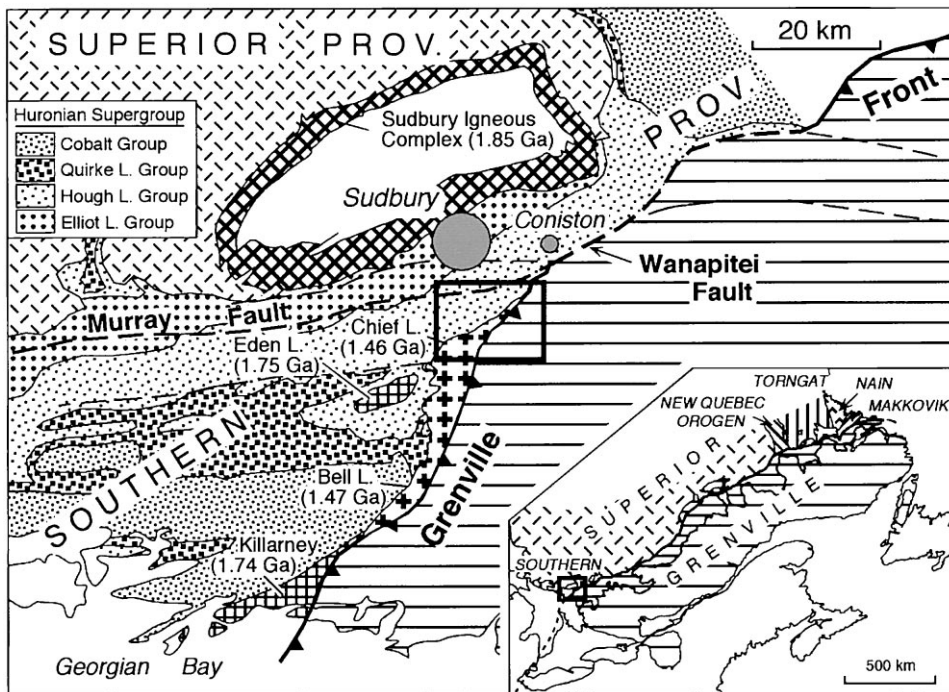 SUPERIOR PROV.
20 km
Front
PROV
Huronian Supergroup
Cobalt Group
Quirke L. Group
Hough L. Group
Elliot L. Group
Sudbury Igneous
Complex (1.85 Ga)
Sudbury
Coniston
Wanapitei
Fault
Murray Fault
Chief L.
(1.46 Ga)
Eden L.
(1.75 Ga)
SOUTHERN
Bell L.
(1.47 Ga)
Grenville
Killarney
(1.74 Ga)
Georgian Bay
TORNGAT
NAIN
NEW QUEBEC
OROGEN
MAKKOVIK
SUPERIOR
GRENVILLE
SOUTHERN
500 km